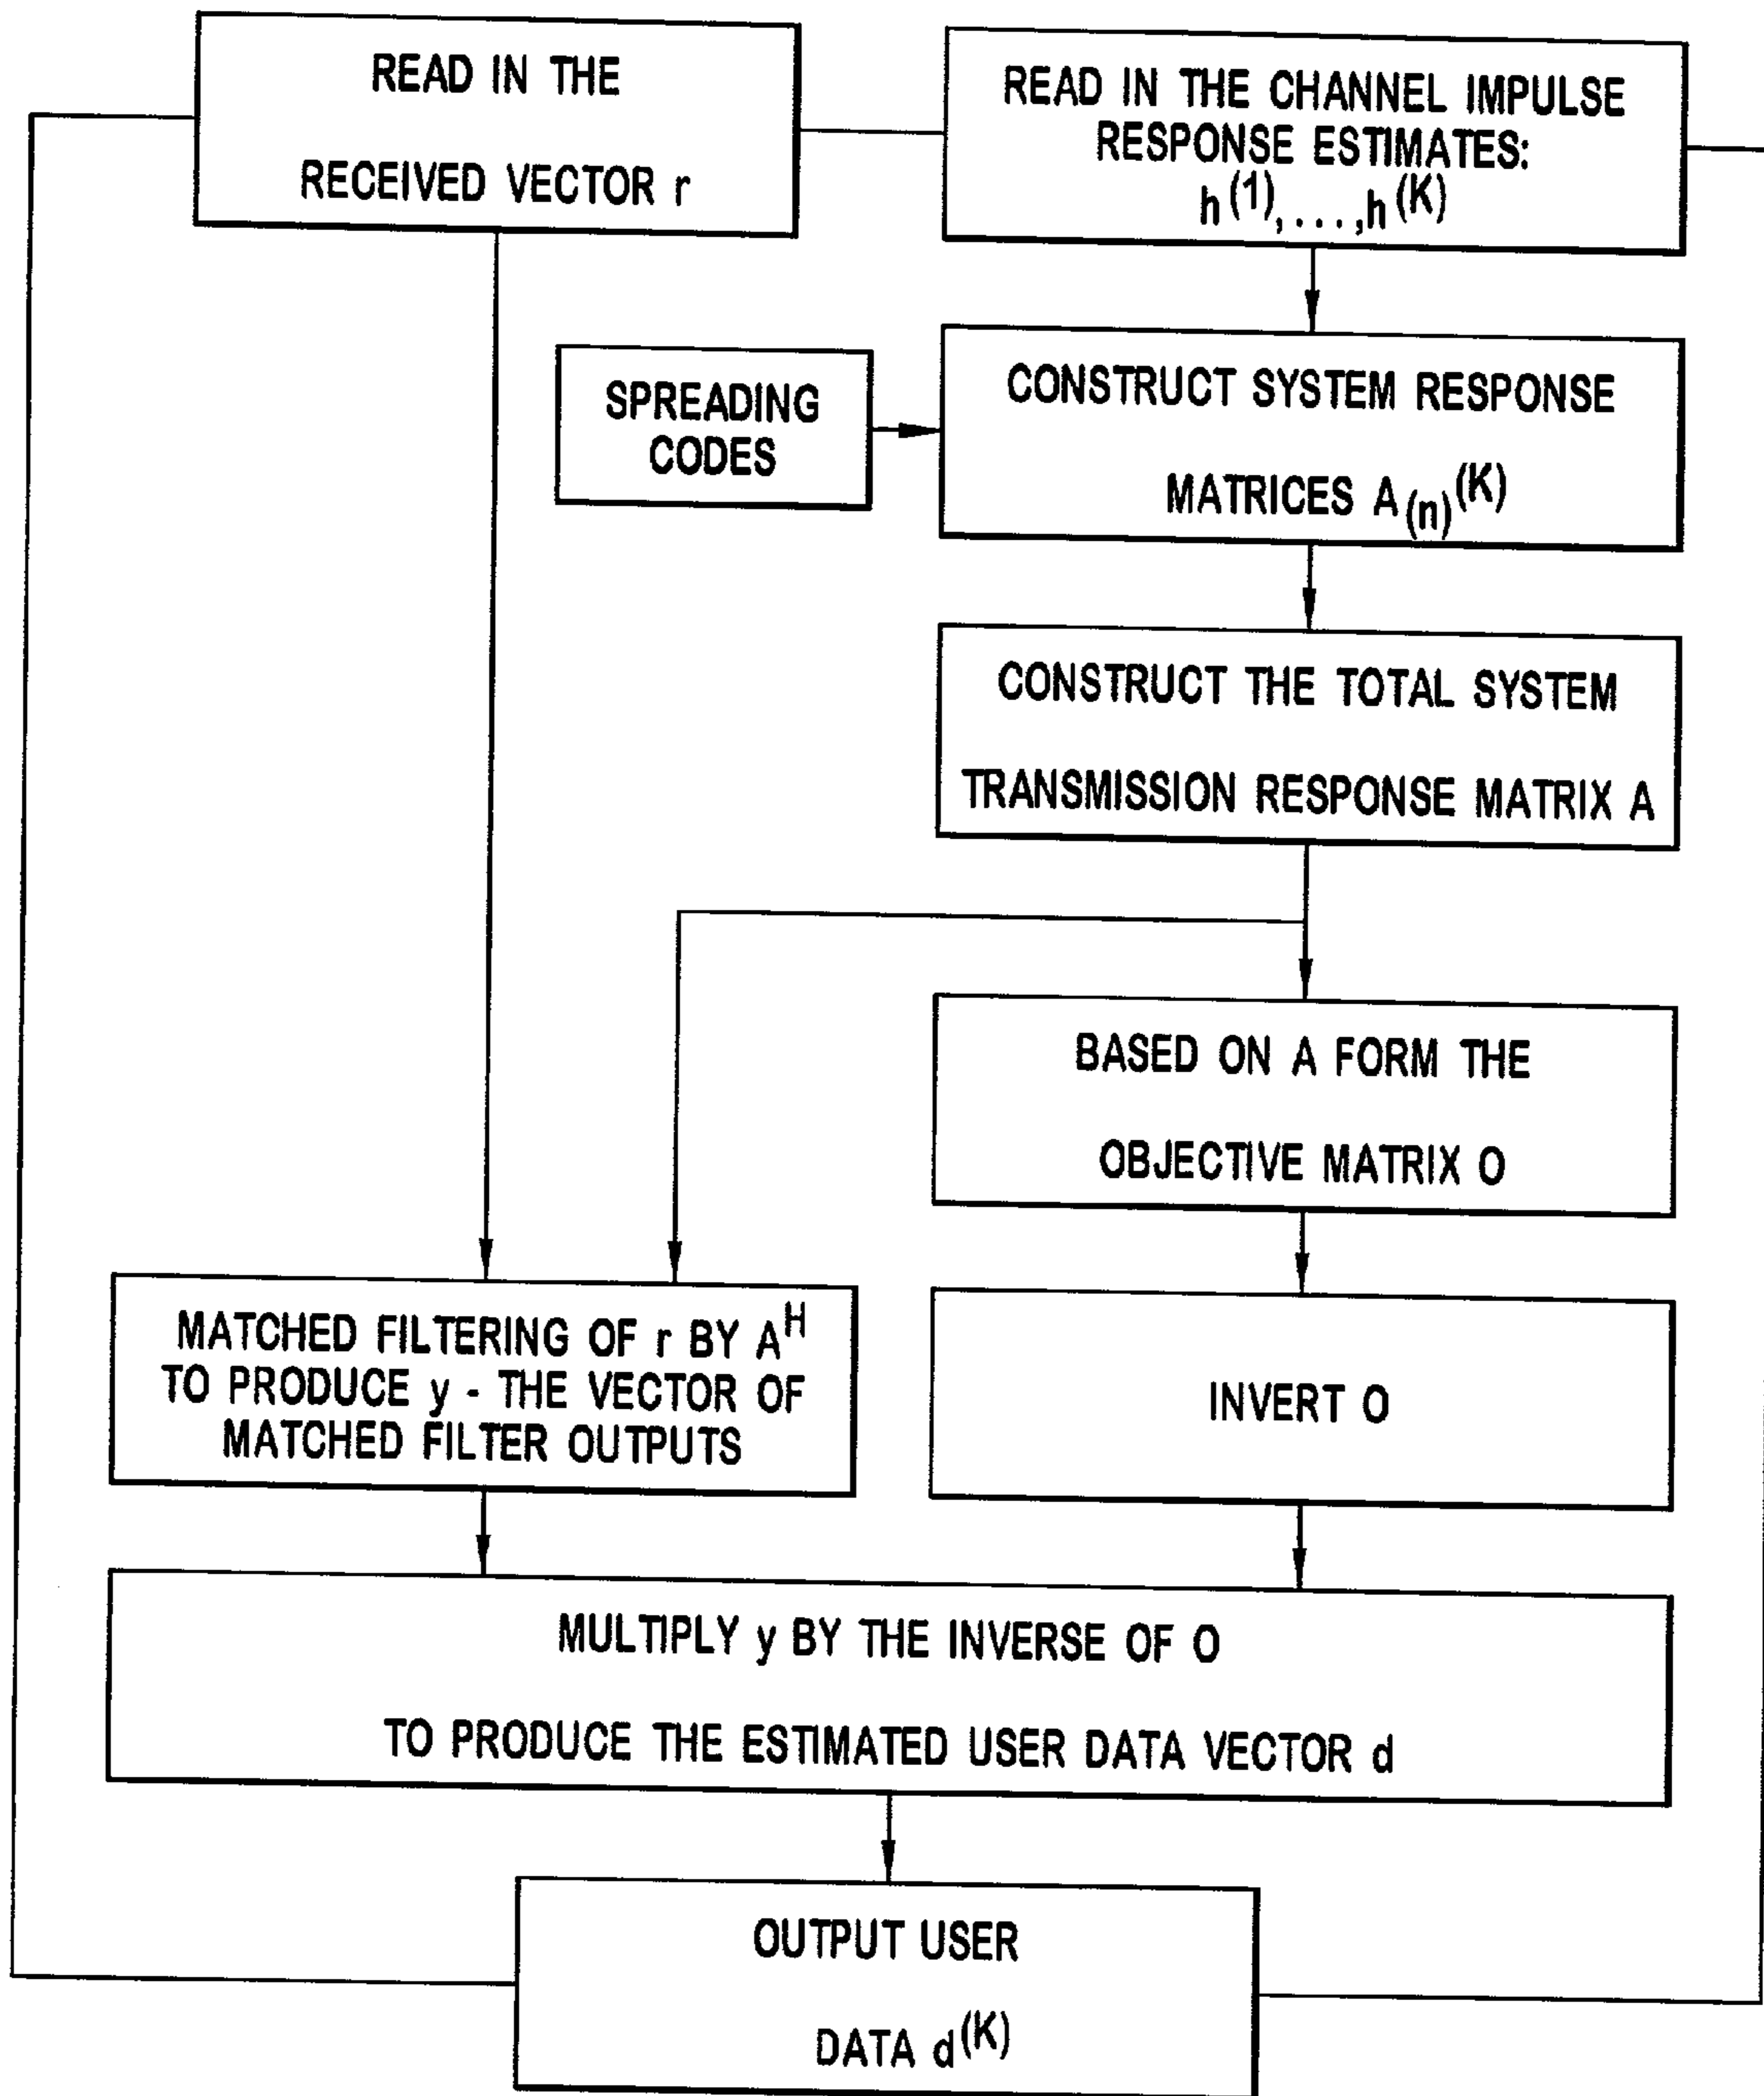 READ IN THE
RECEIVED VECTOR r
READ IN THE CHANNEL IMPULSE
RESPONSE ESTIMATES:
h(1),...,h(K)
SPREADING
CODES
CONSTRUCT SYSTEM RESPONSE
MATRICES A(n)(K)
CONSTRUCT THE TOTAL SYSTEM
TRANSMISSION RESPONSE MATRIX A
BASED ON A FORM THE
OBJECTIVE MATRIX O
MATCHED FILTERING OF r BY AH
TO PRODUCE y - THE VECTOR OF
MATCHED FILTER OUTPUTS
INVERT O
MULTIPLY y BY THE INVERSE OF O
TO PRODUCE THE ESTIMATED USER DATA VECTOR d
OUTPUT USER
DATA d(K)